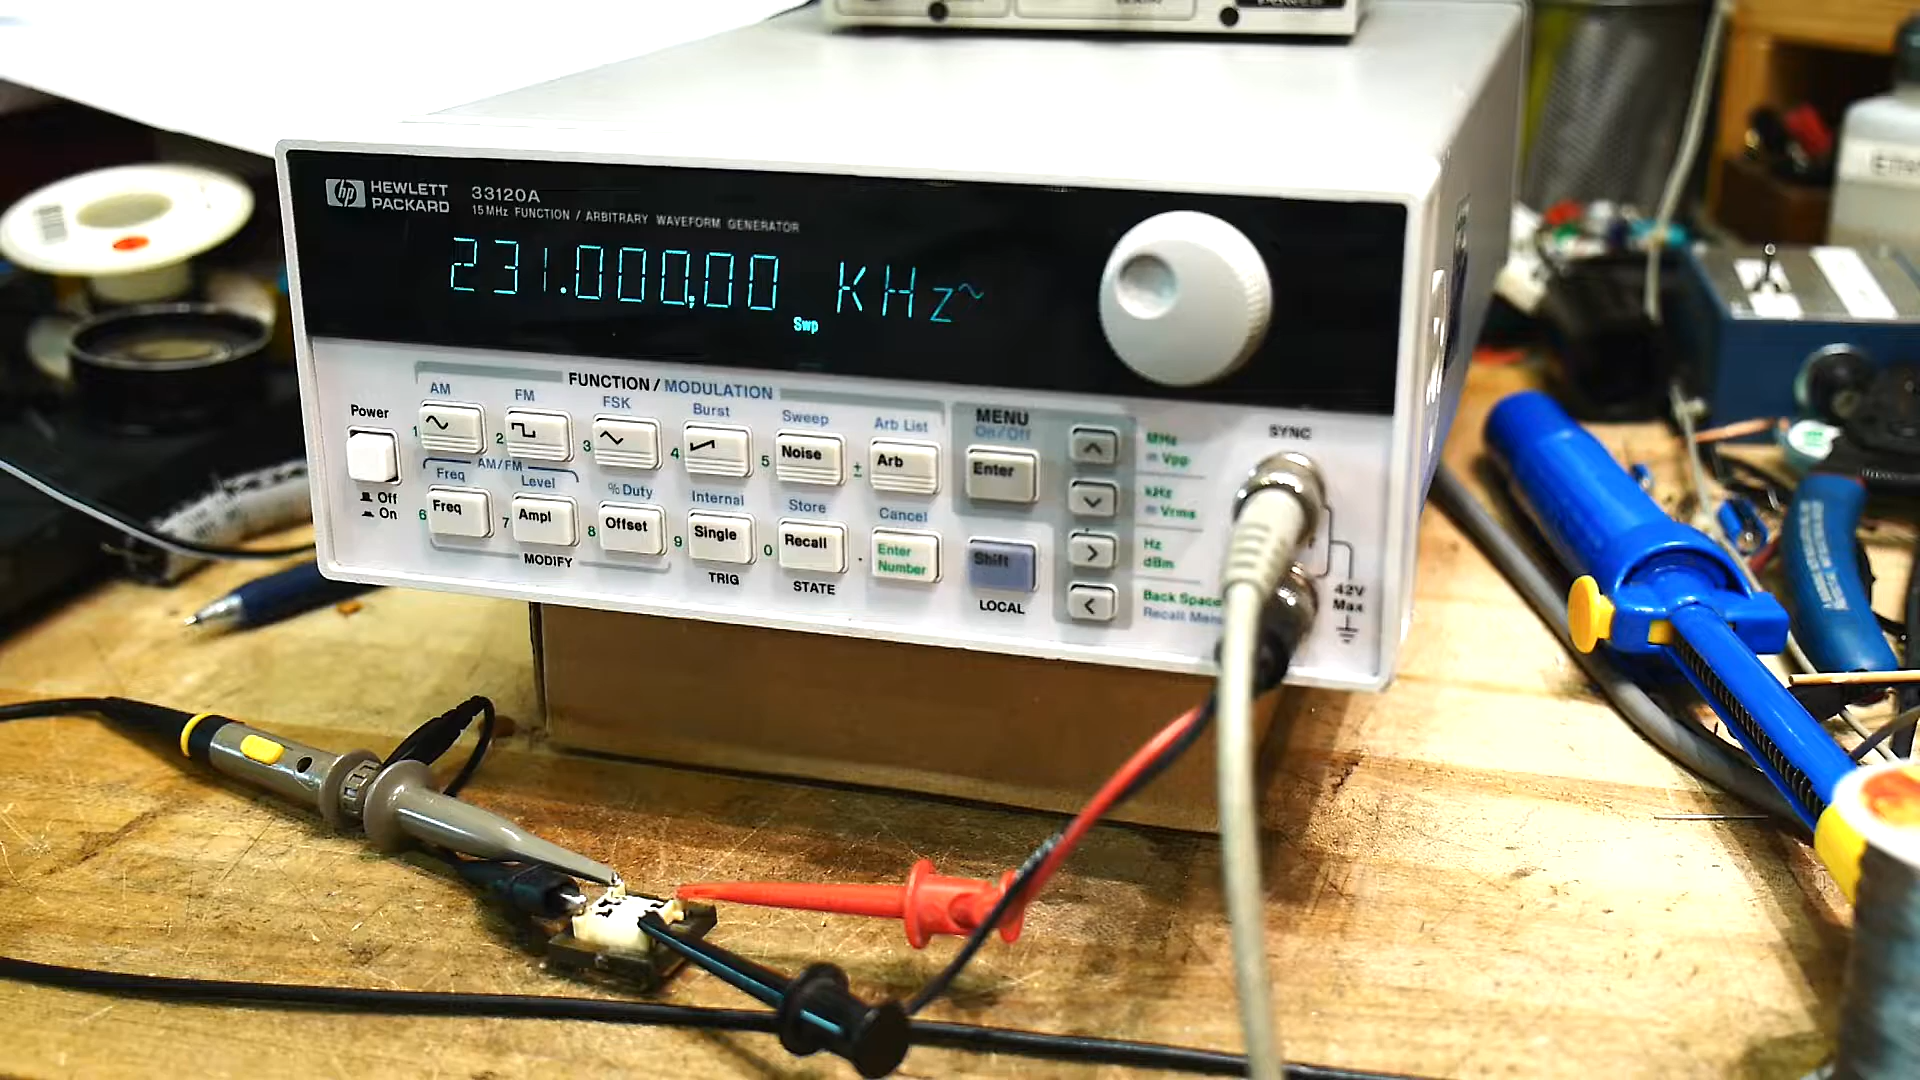 hp HEWLETT PACKARD
33120A
15 MHz FUNCTION / ARBITRARY WAVEFORM GENERATOR
231.000,00 KHz~
Swp
FUNCTION / MODULATION
AM FM FSK Burst Sweep Arb List
MENU
On/Off
Power
1 2 3 4 5 Noise ± Arb
Enter
Off
On
AM/FM
Freq Level % Duty Internal Store Cancel
6 Freq 7 Ampl 8 Offset 9 Single 0 Recall . Enter Number
Shift
MODIFY
TRIG
STATE
LOCAL
MHz
Vpp
kHz
Vrms
Hz
dBm
Back Space
Recall Menu
SYNC
42V
Max